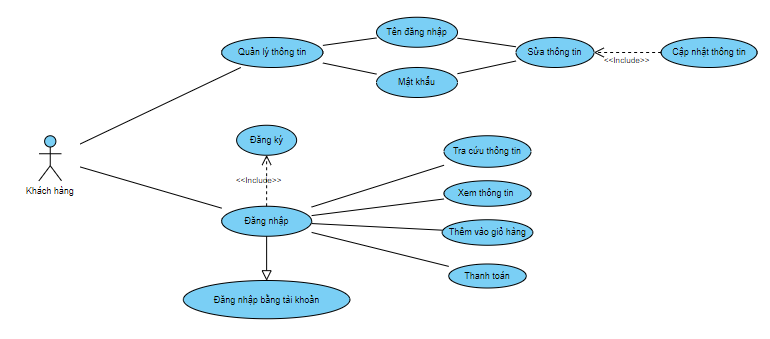 Quản lý thông tin
Tên đăng nhập
Mật khẩu
Sửa thông tin
<<Include>>
Cập nhật thông tin
Khách hàng
Đăng ký
<<Include>>
Đăng nhập
Đăng nhập bằng tài khoản
Tra cứu thông tin
Xem thông tin
Thêm vào giỏ hàng
Thanh toán